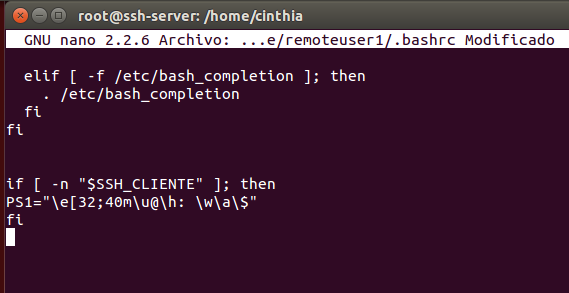 root@ssh-server: /home/cinthia
GNU nano 2.2.6 Archivo: ...e/remoteuser1/.bashrc Modificado
elif [ -f /etc/bash_completion ]; then
. /etc/bash_completion
fi
fi
if [ -n "$SSH_CLIENTE" ]; then
PS1="\e[32;40m\u@\h: \w\a\$"
fi